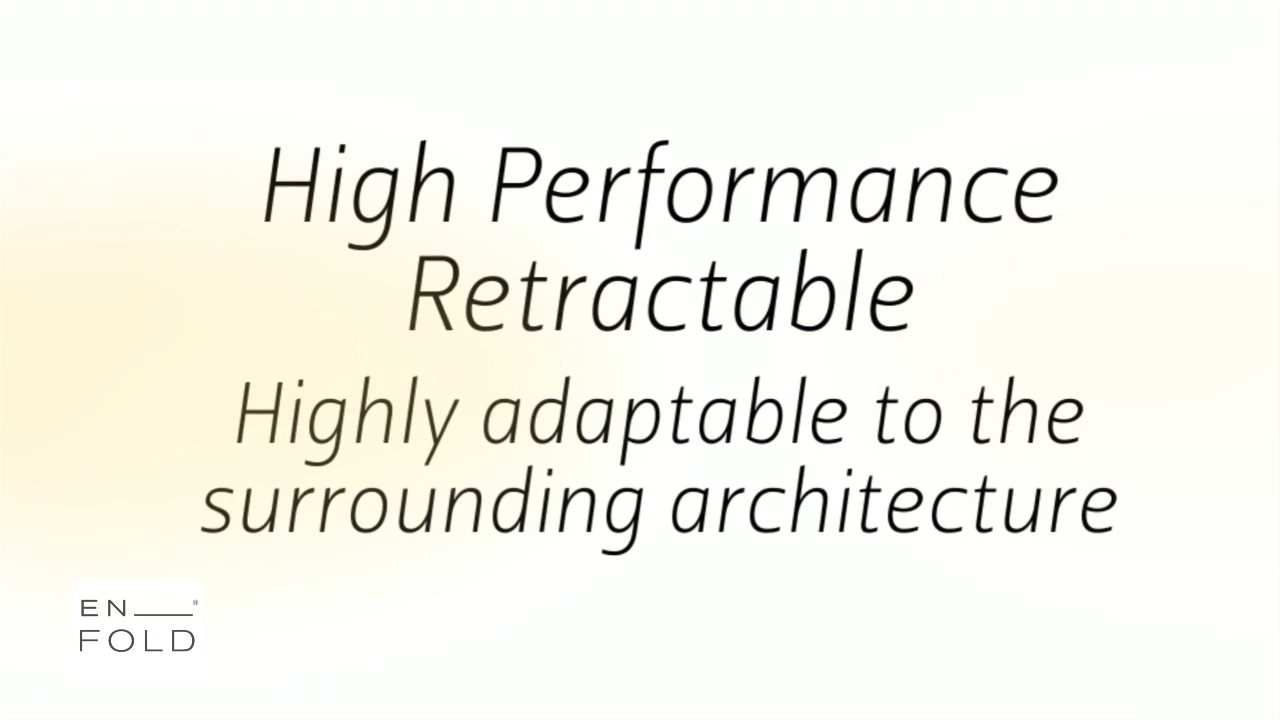 High Performance
Retractable
Highly adaptable to the
surrounding architecture
EN ®
FOLD